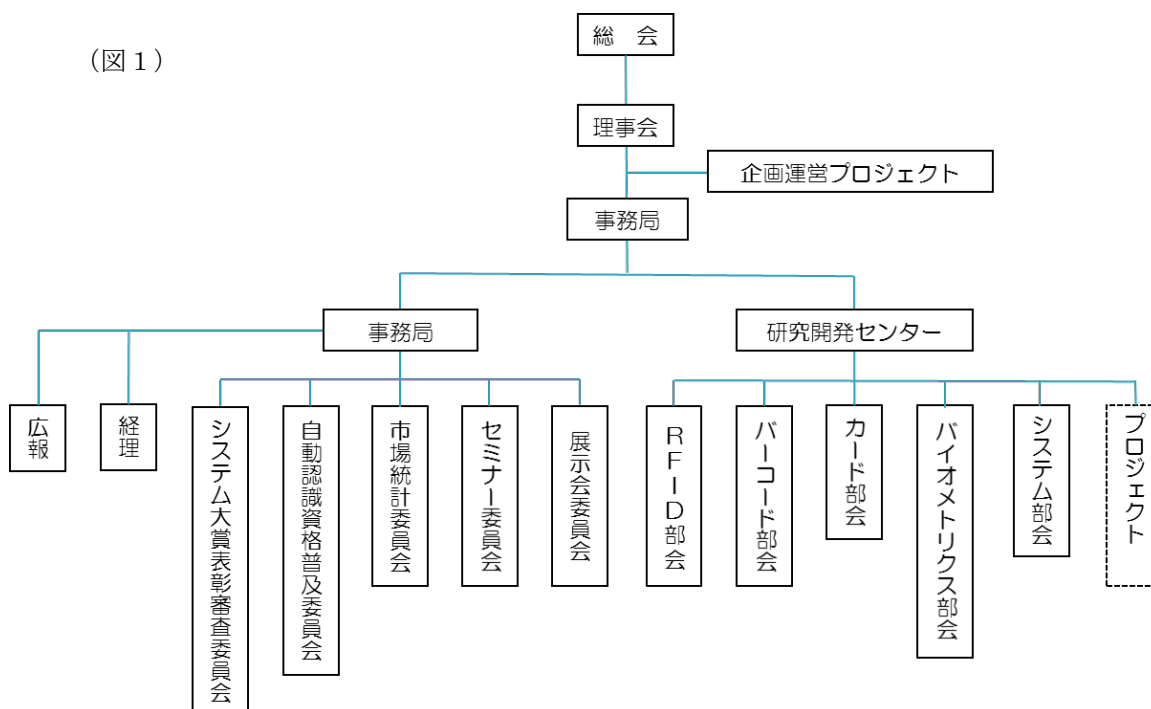 (図1)
総 会
理事会
企画運営プロジェクト
事務局
事務局
研究開発センター
広報
経理
システム大賞表彰審査委員会
自動認識資格普及委員会
市場統計委員会
セミナー委員会
展示会委員会
RFID部会
バーコード部会
カード部会
バイオメトリクス部会
システム部会
プロジェクト